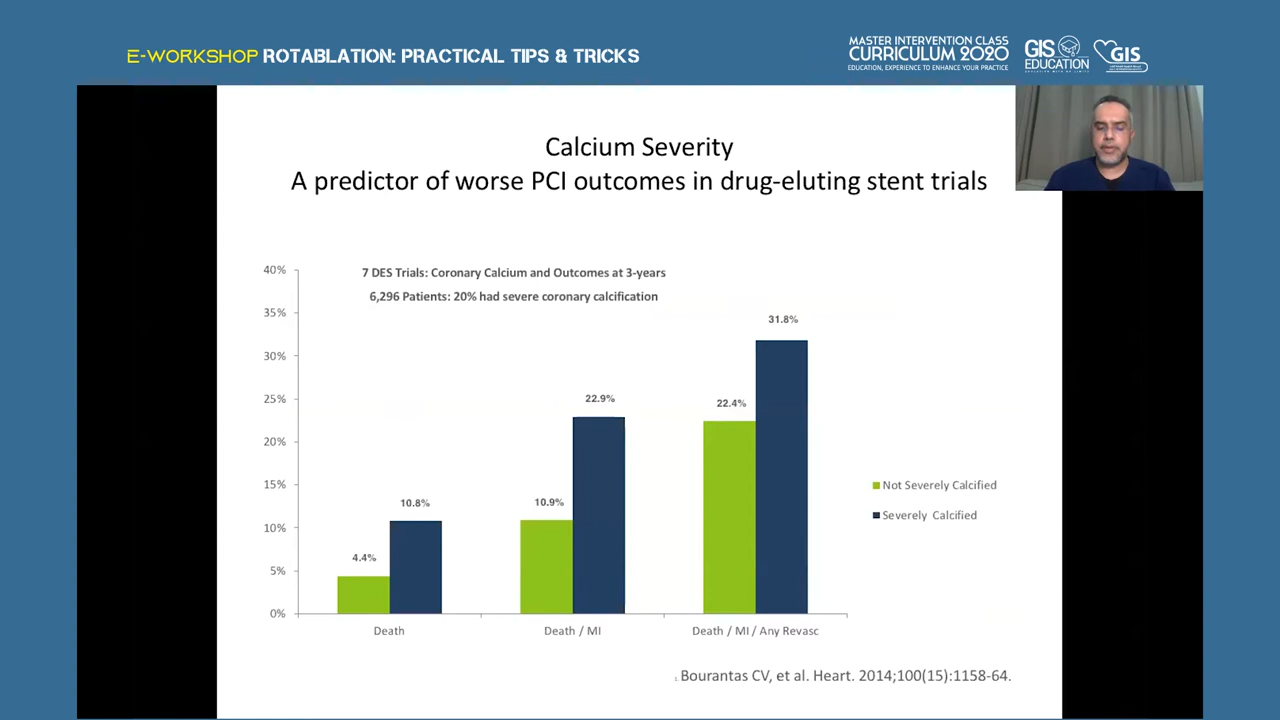 E-WORKSHOP ROTABLATION: PRACTICAL TIPS & TRICKS
MASTER INTERVENTION CLASS
CURRICULUM 2020
EDUCATION, EXPERIENCE TO ENHANCE YOUR PRACTICE
GIS
EDUCATION
GIS
Calcium Severity
A predictor of worse PCI outcomes in drug-eluting stent trials
7 DES Trials: Coronary Calcium and Outcomes at 3-years
6,296 Patients: 20% had severe coronary calcification
40%
35%
30%
25%
20%
15%
10%
5%
0%
4.4%
10.8%
10.9%
22.9%
22.4%
31.8%
Death
Death / MI
Death / MI / Any Revasc
Not Severely Calcified
Severely Calcified
1. Bourantas CV, et al. Heart. 2014;100(15):1158-64.